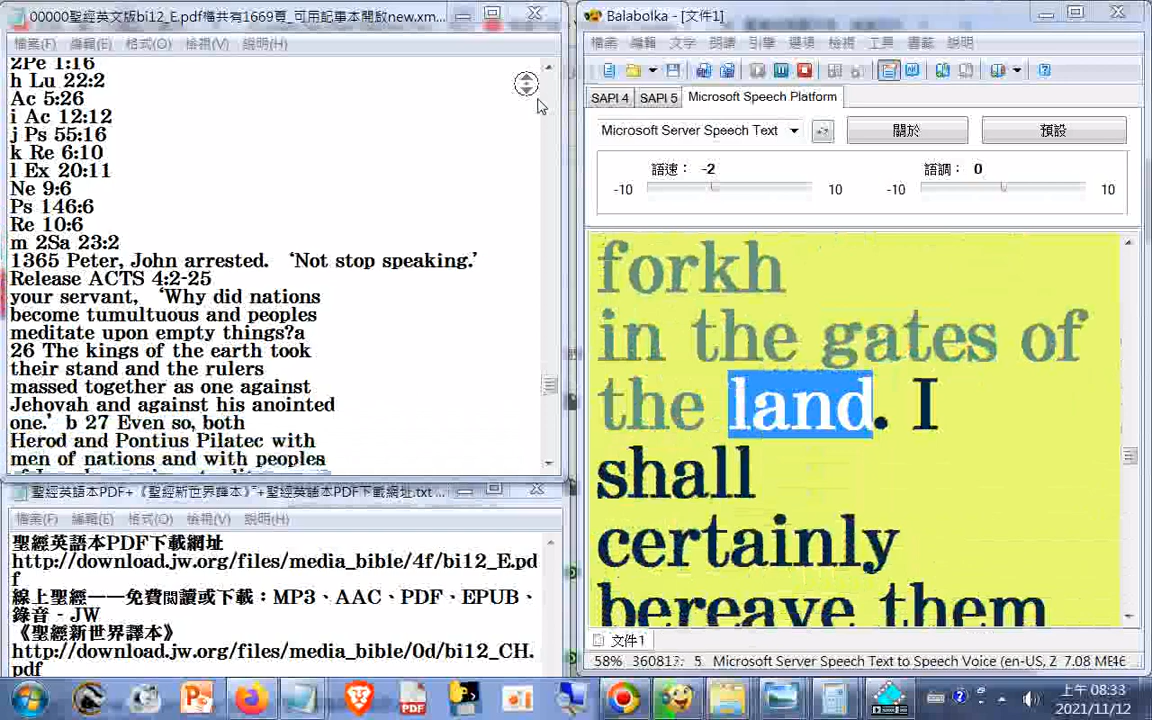 00000聖經英文版bi12_E.pdf檔共有1669頁_可用記事本開啟new.xm...
檔案(F) 編輯(E) 格式(O) 檢視(V) 說明(H)
2Pe 1:16
h Lu 22:2
Ac 5:26
i Ac 12:12
j Ps 55:16
k Re 6:10
l Ex 20:11
Ne 9:6
Ps 146:6
Re 10:6
m 2Sa 23:2
1365 Peter, John arrested. ‘Not stop speaking.’
Release ACTS 4:2-25
your servant, ‘Why did nations
become tumultuous and peoples
meditate upon empty things?a
26 The kings of the earth took
their stand and the rulers
massed together as one against
Jehovah and against his anointed
one.’ b 27 Even so, both
Herod and Pontius Pilatec with
men of nations and with peoples
聖經英語本PDF+《聖經新世界譯本》+聖經英語本PDF下載網址.txt ...
檔案(F) 編輯(E) 格式(O) 檢視(V) 說明(H)
聖經英語本PDF下載網址
http://download.jw.org/files/media_bible/4f/bi12_E.pd
f
線上聖經——免費閱讀或下載：MP3、AAC、PDF、EPUB、
錄音 - JW
《聖經新世界譯本》
http://download.jw.org/files/media_bible/0d/bi12_CH.
pdf
Balabolka - [文件1]
檔案 編輯 文字 朗讀 引擎 選項 檢視 工具 書籤 說明
SAPI 4 SAPI 5 Microsoft Speech Platform
Microsoft Server Speech Text 關於 預設
語速： -2 語調： 0
-10 10 -10 10
forkh
in the gates of
the land. I
shall
certainly
bereave them
文件1
58% Microsoft Server Speech Text to Speech Voice (en-US, Z 7.08 ME
PDF
上午 08:33
2021/11/12